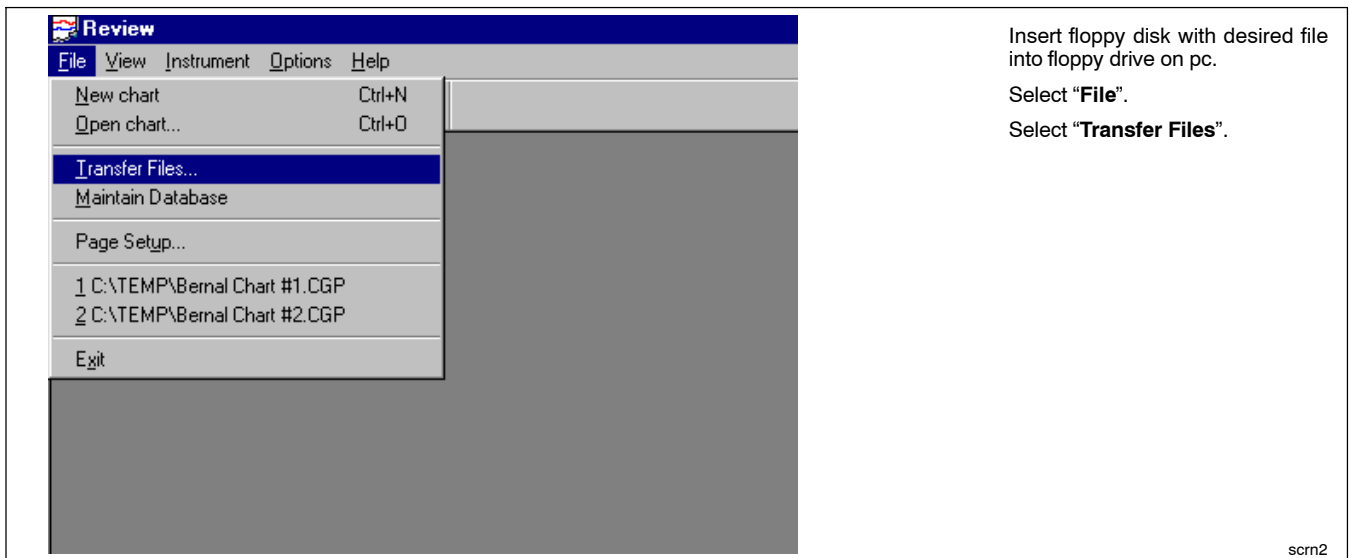 Review
File View Instrument Options Help
New chart Ctrl+N
Open chart... Ctrl+O
Transfer Files...
Maintain Database
Page Setup...
1 C:\TEMP\Bernal Chart #1.CGP
2 C:\TEMP\Bernal Chart #2.CGP
Exit
Insert floppy disk with desired file
into floppy drive on pc.
Select “File”.
Select “Transfer Files”.
scrn2